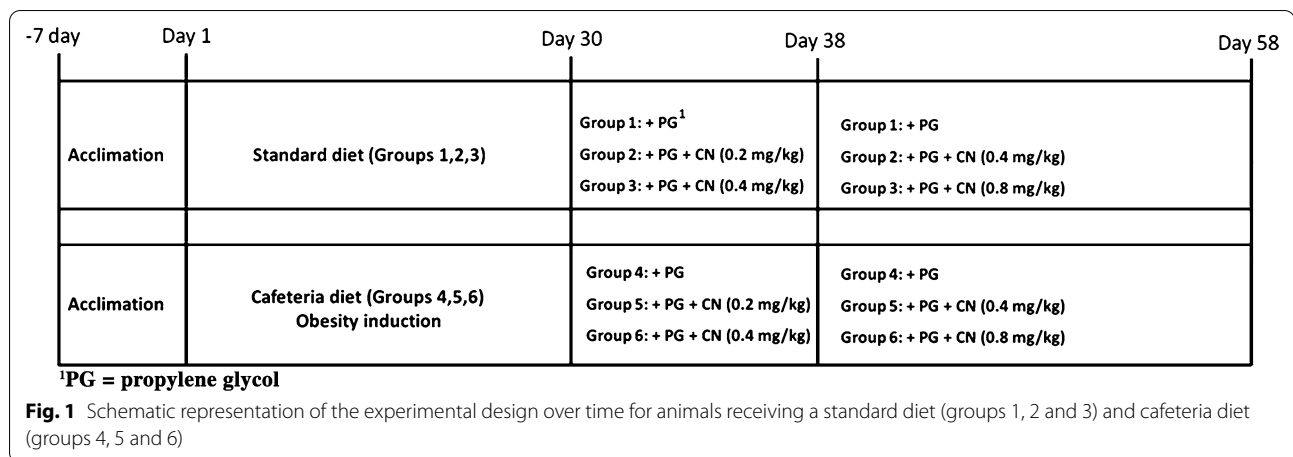 -7 day Day 1 Day 30 Day 38 Day 58
Acclimation
Standard diet (Groups 1,2,3)
Group 1: + PG¹
Group 2: + PG + CN (0.2 mg/kg)
Group 3: + PG + CN (0.4 mg/kg)
Group 1: + PG
Group 2: + PG + CN (0.4 mg/kg)
Group 3: + PG + CN (0.8 mg/kg)
Acclimation
Cafeteria diet (Groups 4,5,6)
Obesity induction
Group 4: + PG
Group 5: + PG + CN (0.2 mg/kg)
Group 6: + PG + CN (0.4 mg/kg)
Group 4: + PG
Group 5: + PG + CN (0.4 mg/kg)
Group 6: + PG + CN (0.8 mg/kg)
¹PG = propylene glycol
Fig. 1 Schematic representation of the experimental design over time for animals receiving a standard diet (groups 1, 2 and 3) and cafeteria diet
(groups 4, 5 and 6)